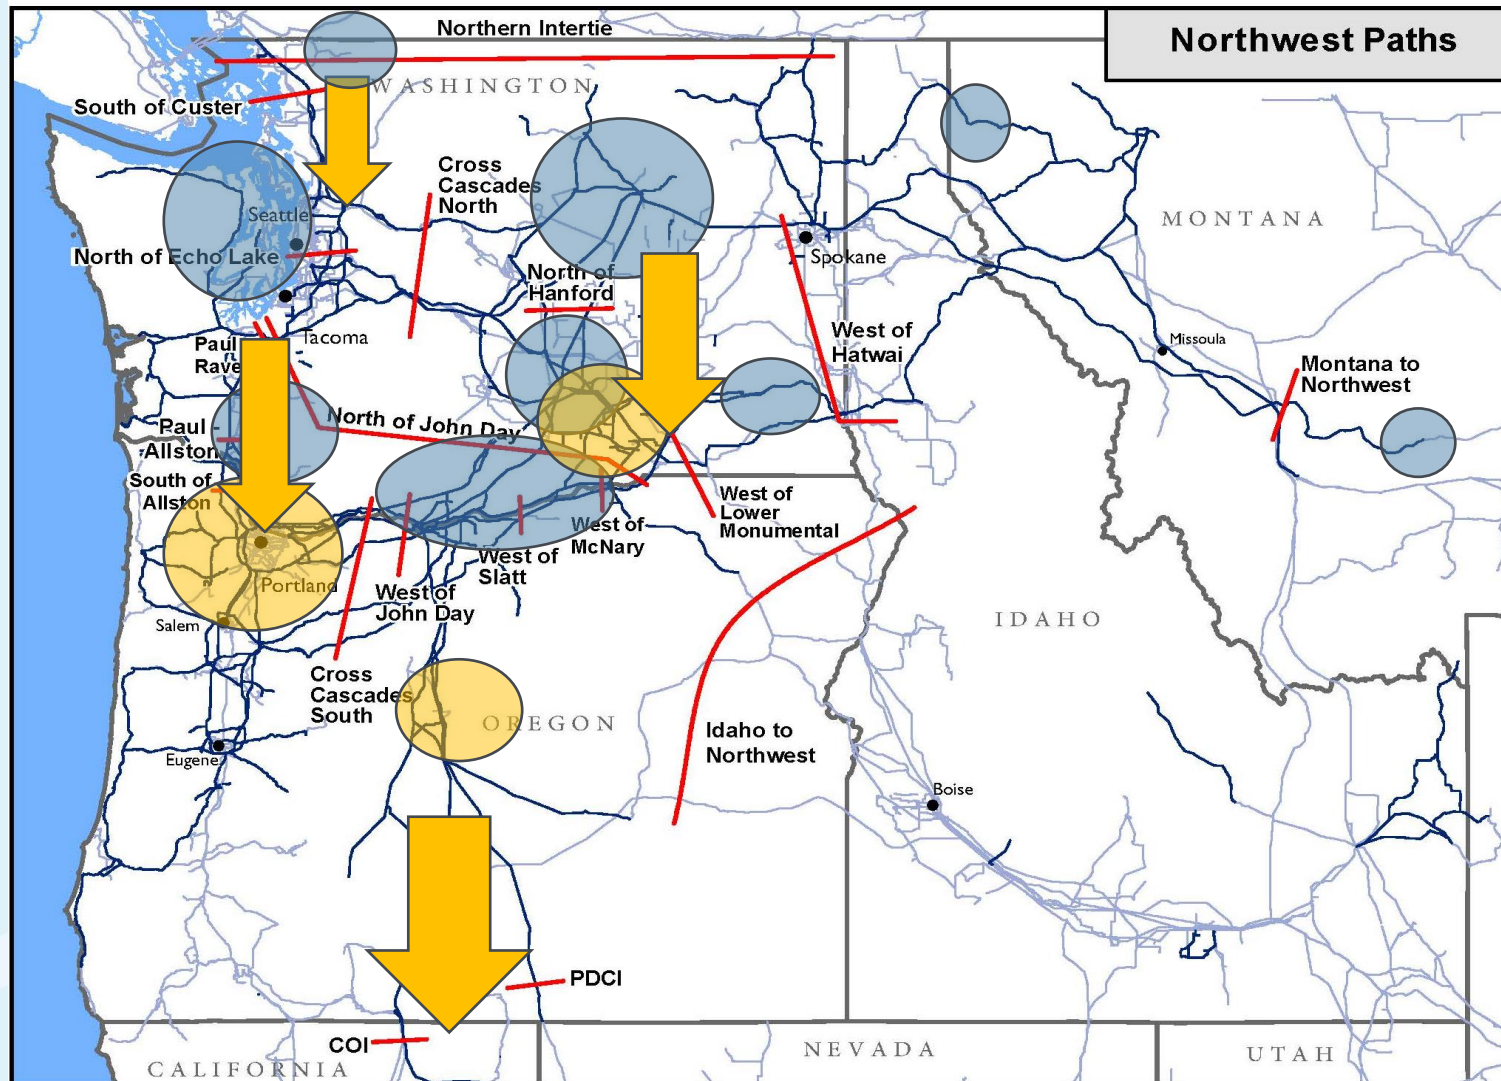 Northwest Paths
Northern Intertie
WASHINGTON
South of Custer
Cross
Cascades
North
Seattle
MONTANA
North of Echo Lake
Spokane
North of
Hanford
Tacoma
Paul
Rave
West of
Hatwai
Missoula
Montana to
Northwest
North of John Day
Paul
Allston
South of
Allston
West of
Lower
Monumental
West of
McNary
West of
Slatt
Portland
West of
John Day
Salem
IDAHO
Cross
Cascades
South
OREGON
Idaho to
Northwest
Eugene
Boise
PDCI
COI
NEVADA
UTAH
CALIFORNIA